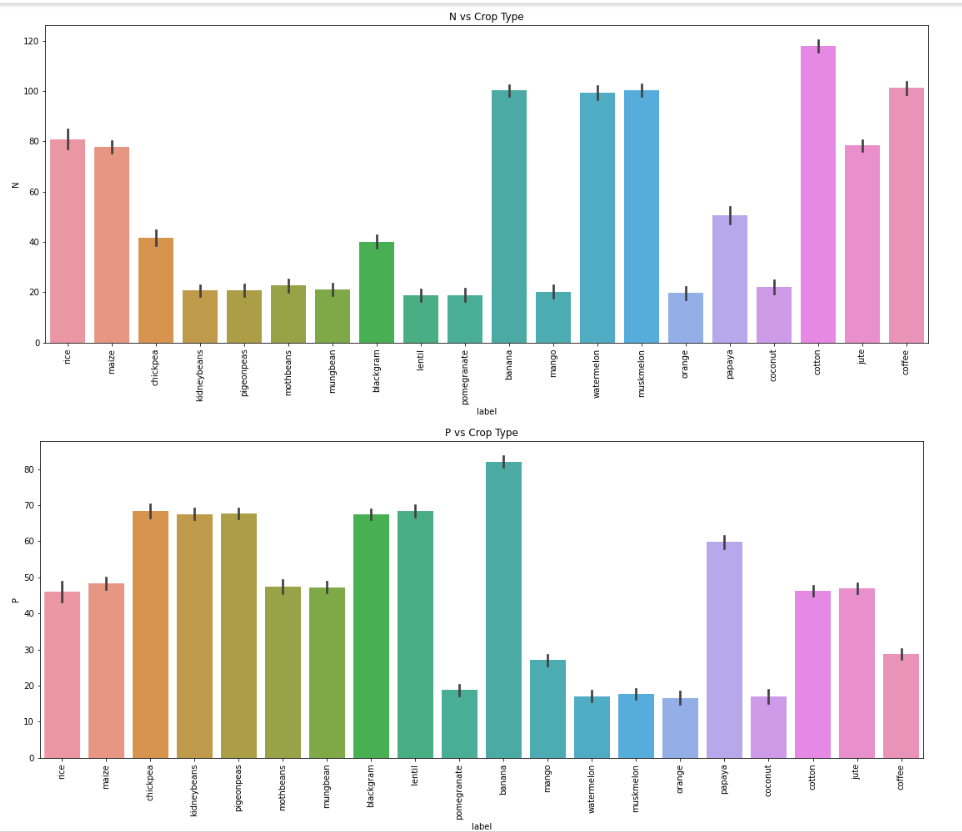 N vs Crop Type
120
100
80
60
40
20
0
N
rice
maize
chickpea
kidneybeans
pigeonpeas
mothbeans
mungbean
blackgram
lentil
pomegranate
banana
mango
watermelon
muskmelon
orange
papaya
coconut
cotton
jute
coffee
label
P vs Crop Type
80
70
60
50
40
30
20
10
0
P
rice
maize
chickpea
kidneybeans
pigeonpeas
mothbeans
mungbean
blackgram
lentil
pomegranate
banana
mango
watermelon
muskmelon
orange
papaya
coconut
cotton
jute
coffee
label